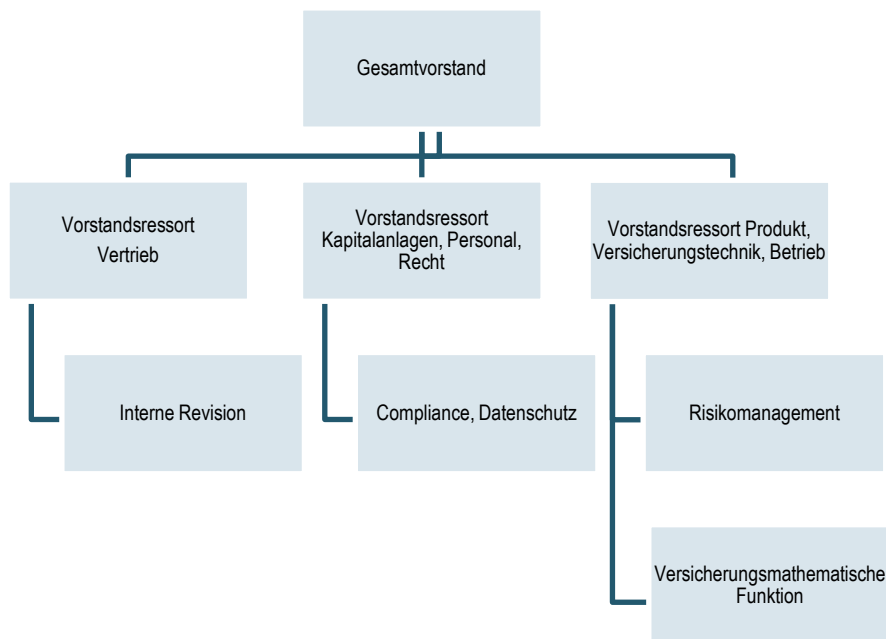 Gesamtvorstand
Vorstandsressort
Vertrieb
Vorstandsressort
Kapitalanlagen, Personal,
Recht
Vorstandsressort Produkt,
Versicherungstechnik, Betrieb
Interne Revision
Compliance, Datenschutz
Risikomanagement
Versicherungsmathematische
Funktion